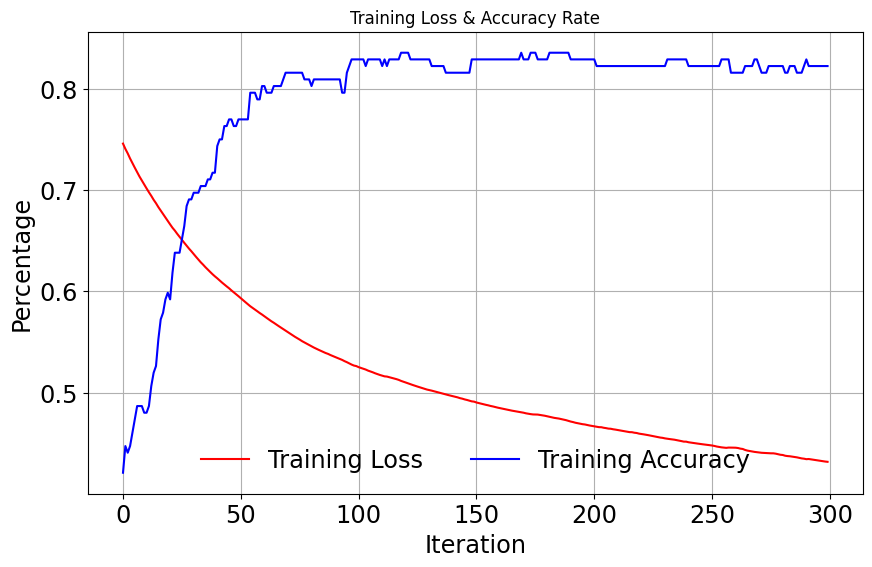 Training Loss & Accuracy Rate
0.8
0.7
0.6
0.5
Percentage
Training Loss
Training Accuracy
0 50 100 150 200 250 300
Iteration